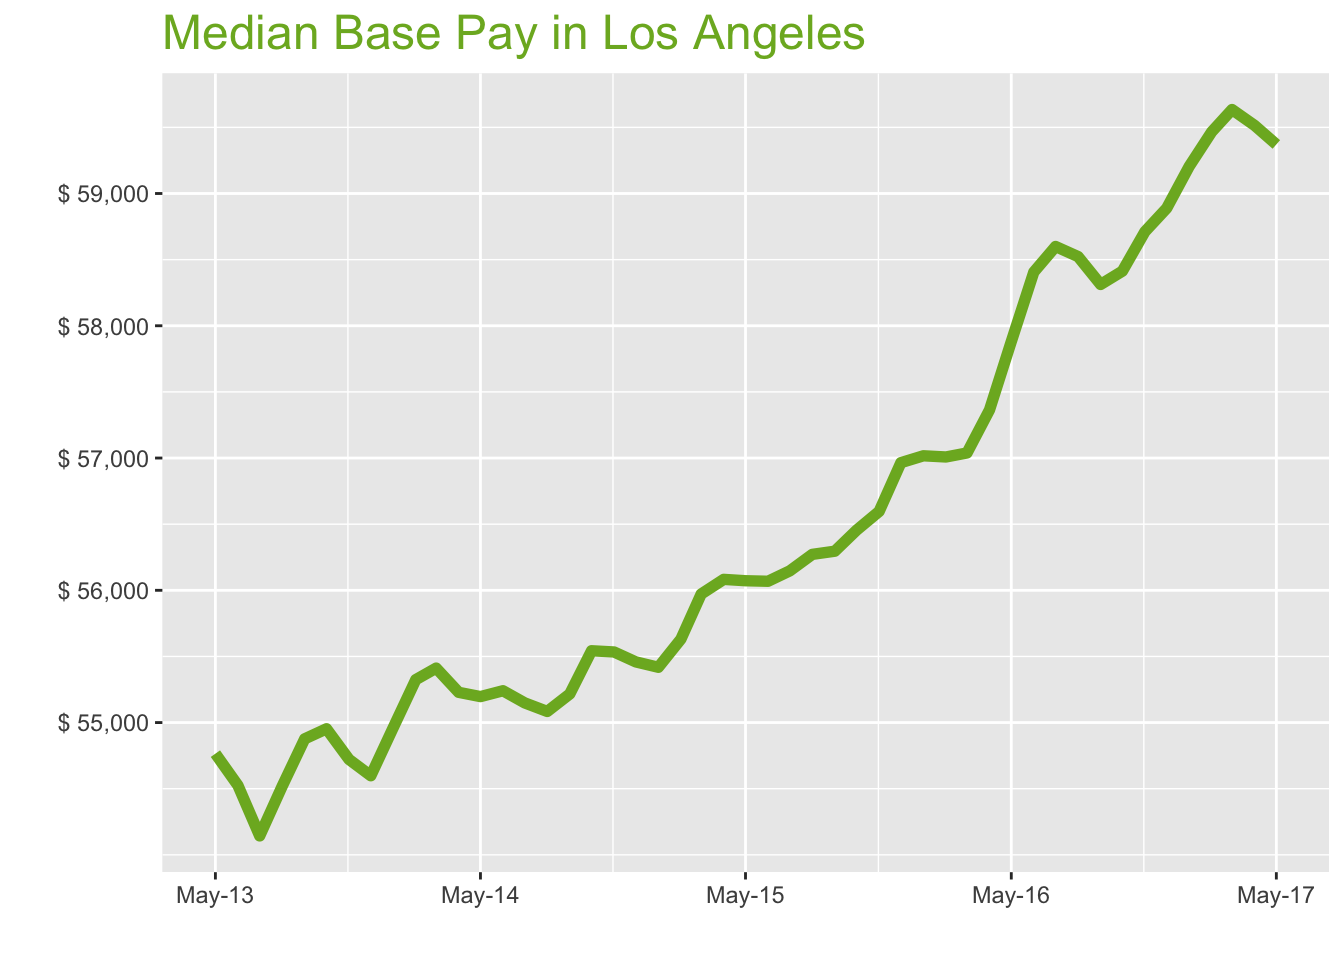 Median Base Pay in Los Angeles
$ 59,000
$ 58,000
$ 57,000
$ 56,000
$ 55,000
May-13 May-14 May-15 May-16 May-17